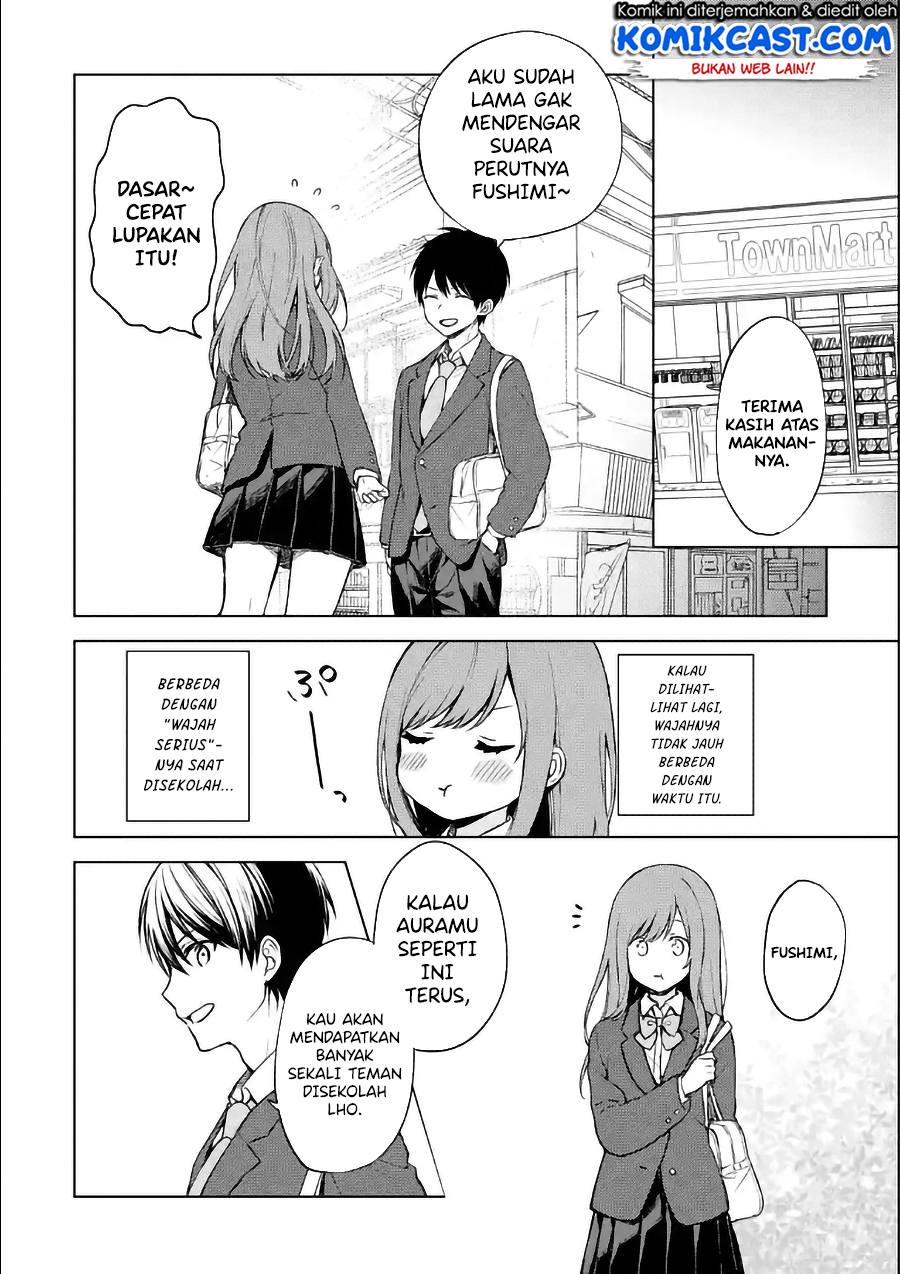 Komik ini diterjemahkan & diedit oleh
KOMIKCAST.COM
BUKAN WEB LAIN!!
TownMart
TERIMA
KASIH ATAS
MAKANAN-
NYA.
AKU SUDAH
LAMA GAK
MENDENGAR
SUARA
PERUTNYA
FUSHIMI~
DASAR~
CEPAT
LUPAKAN
ITU!
KALAU
DILIHAT-
LIHAT LAGI,
WAJAHNYA
TIDAK JAUH
BERBEDA
DENGAN
WAKTU ITU.
ぷう
BERBEDA
DENGAN
"WAJAH
SERIUS"-
NYA SAAT
DISEKOLAH...
FUSHIMI,
KALAU
AURAMU
SEPERTI
INI
TERUS,
KAU AKAN
MENDAPATKAN
BANYAK
SEKALI TEMAN
DISEKOLAH
LHO.